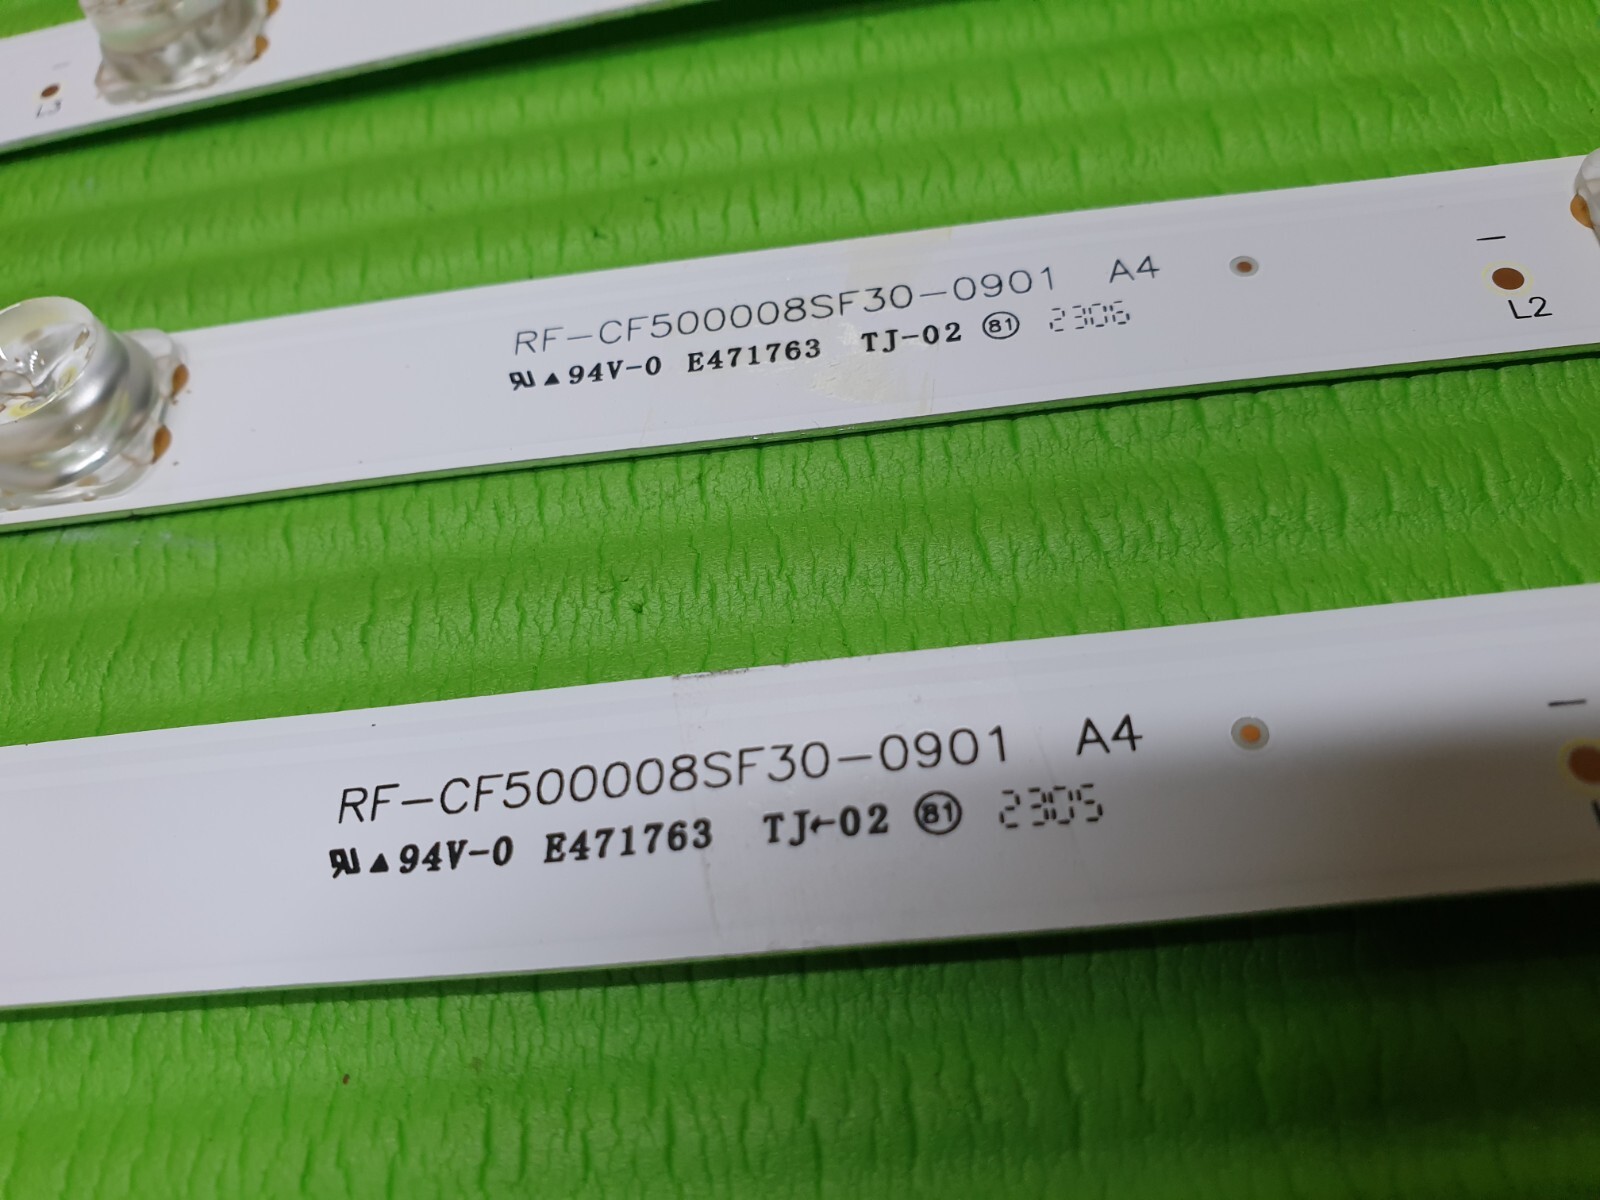 L3
RF-CF500008SF30-0901 A4
94V-0 E471763 TJ-02 81 2306
L2
RF-CF500008SF30-0901 A4
94V-0 E471763 TJ-02 81 2305